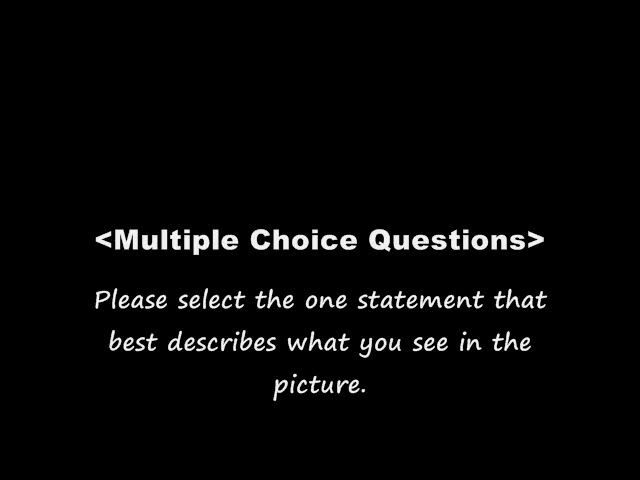 <Multiple Choice Questions>
Please select the one statement that
best describes what you see in the
picture.